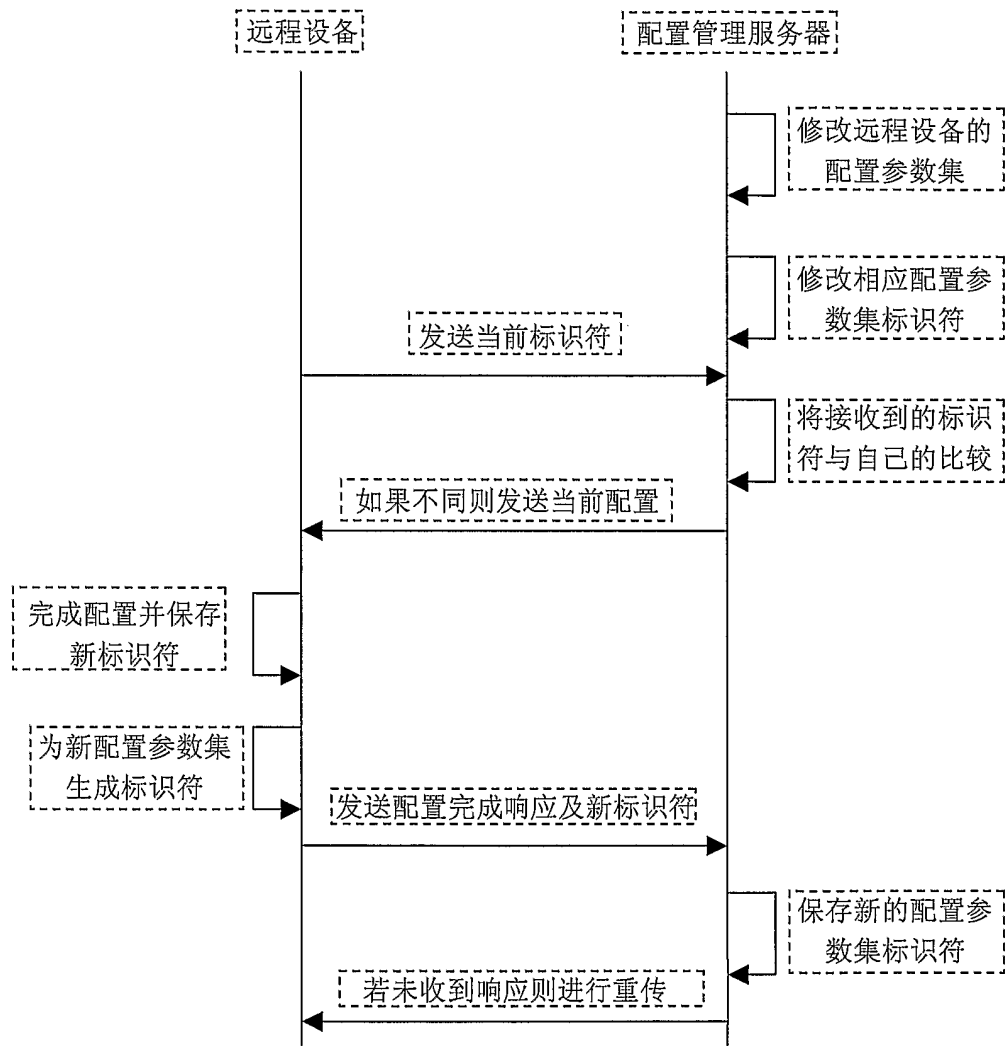 远程设备
配置管理服务器
修改远程设备的
配置参数集
修改相应配置参
数集标识符
发送当前标识符
将接收到的标识
符与自己的比较
如果不同则发送当前配置
完成配置并保存
新标识符
为新配置参数集
生成标识符
发送配置完成响应及新标识符
保存新的配置参
数集标识符
若未收到响应则进行重传